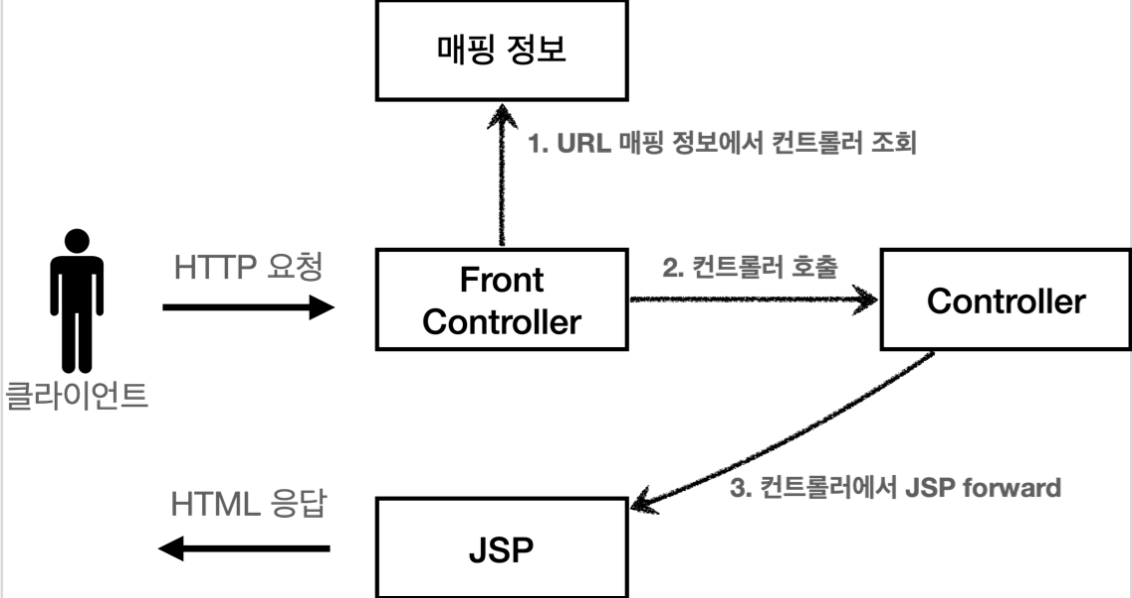 매핑 정보
1. URL 매핑 정보에서 컨트롤러 조회
HTTP 요청
Front
Controller
2. 컨트롤러 호출
Controller
클라이언트
HTML 응답
JSP
3. 컨트롤러에서 JSP forward